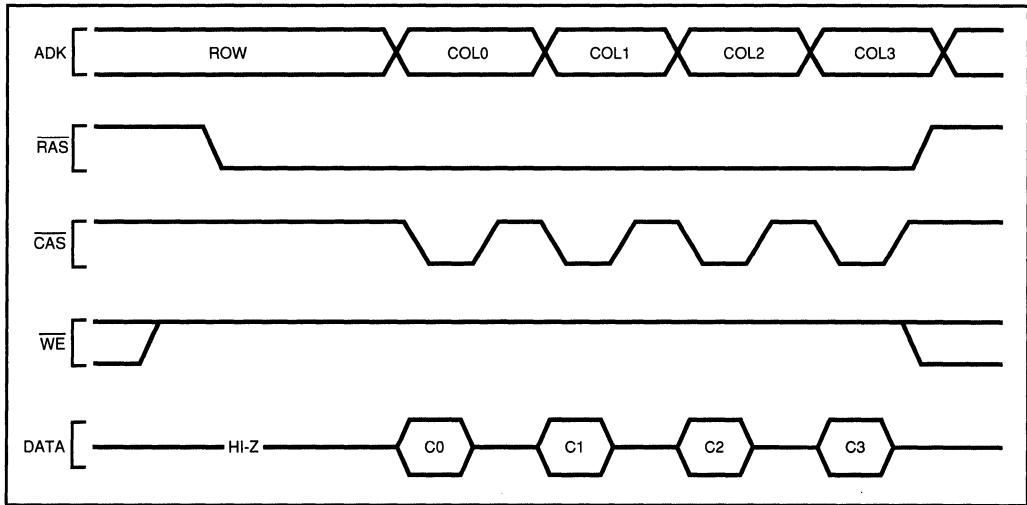 ADK ROW COL0 COL1 COL2 COL3
RAS
CAS
WE
DATA HI-Z C0 C1 C2 C3